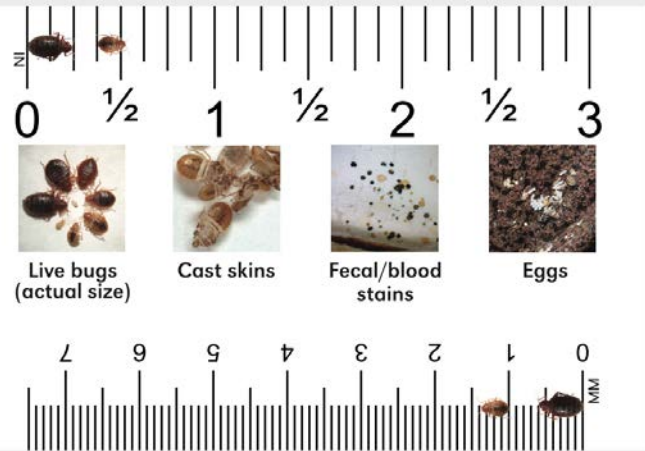 IN
0 ½ 1 ½ 2 ½ 3
Live bugs
(actual size)
Cast skins
Fecal/blood
stains
Eggs
7 6 5 4 3 2 1 0
MM